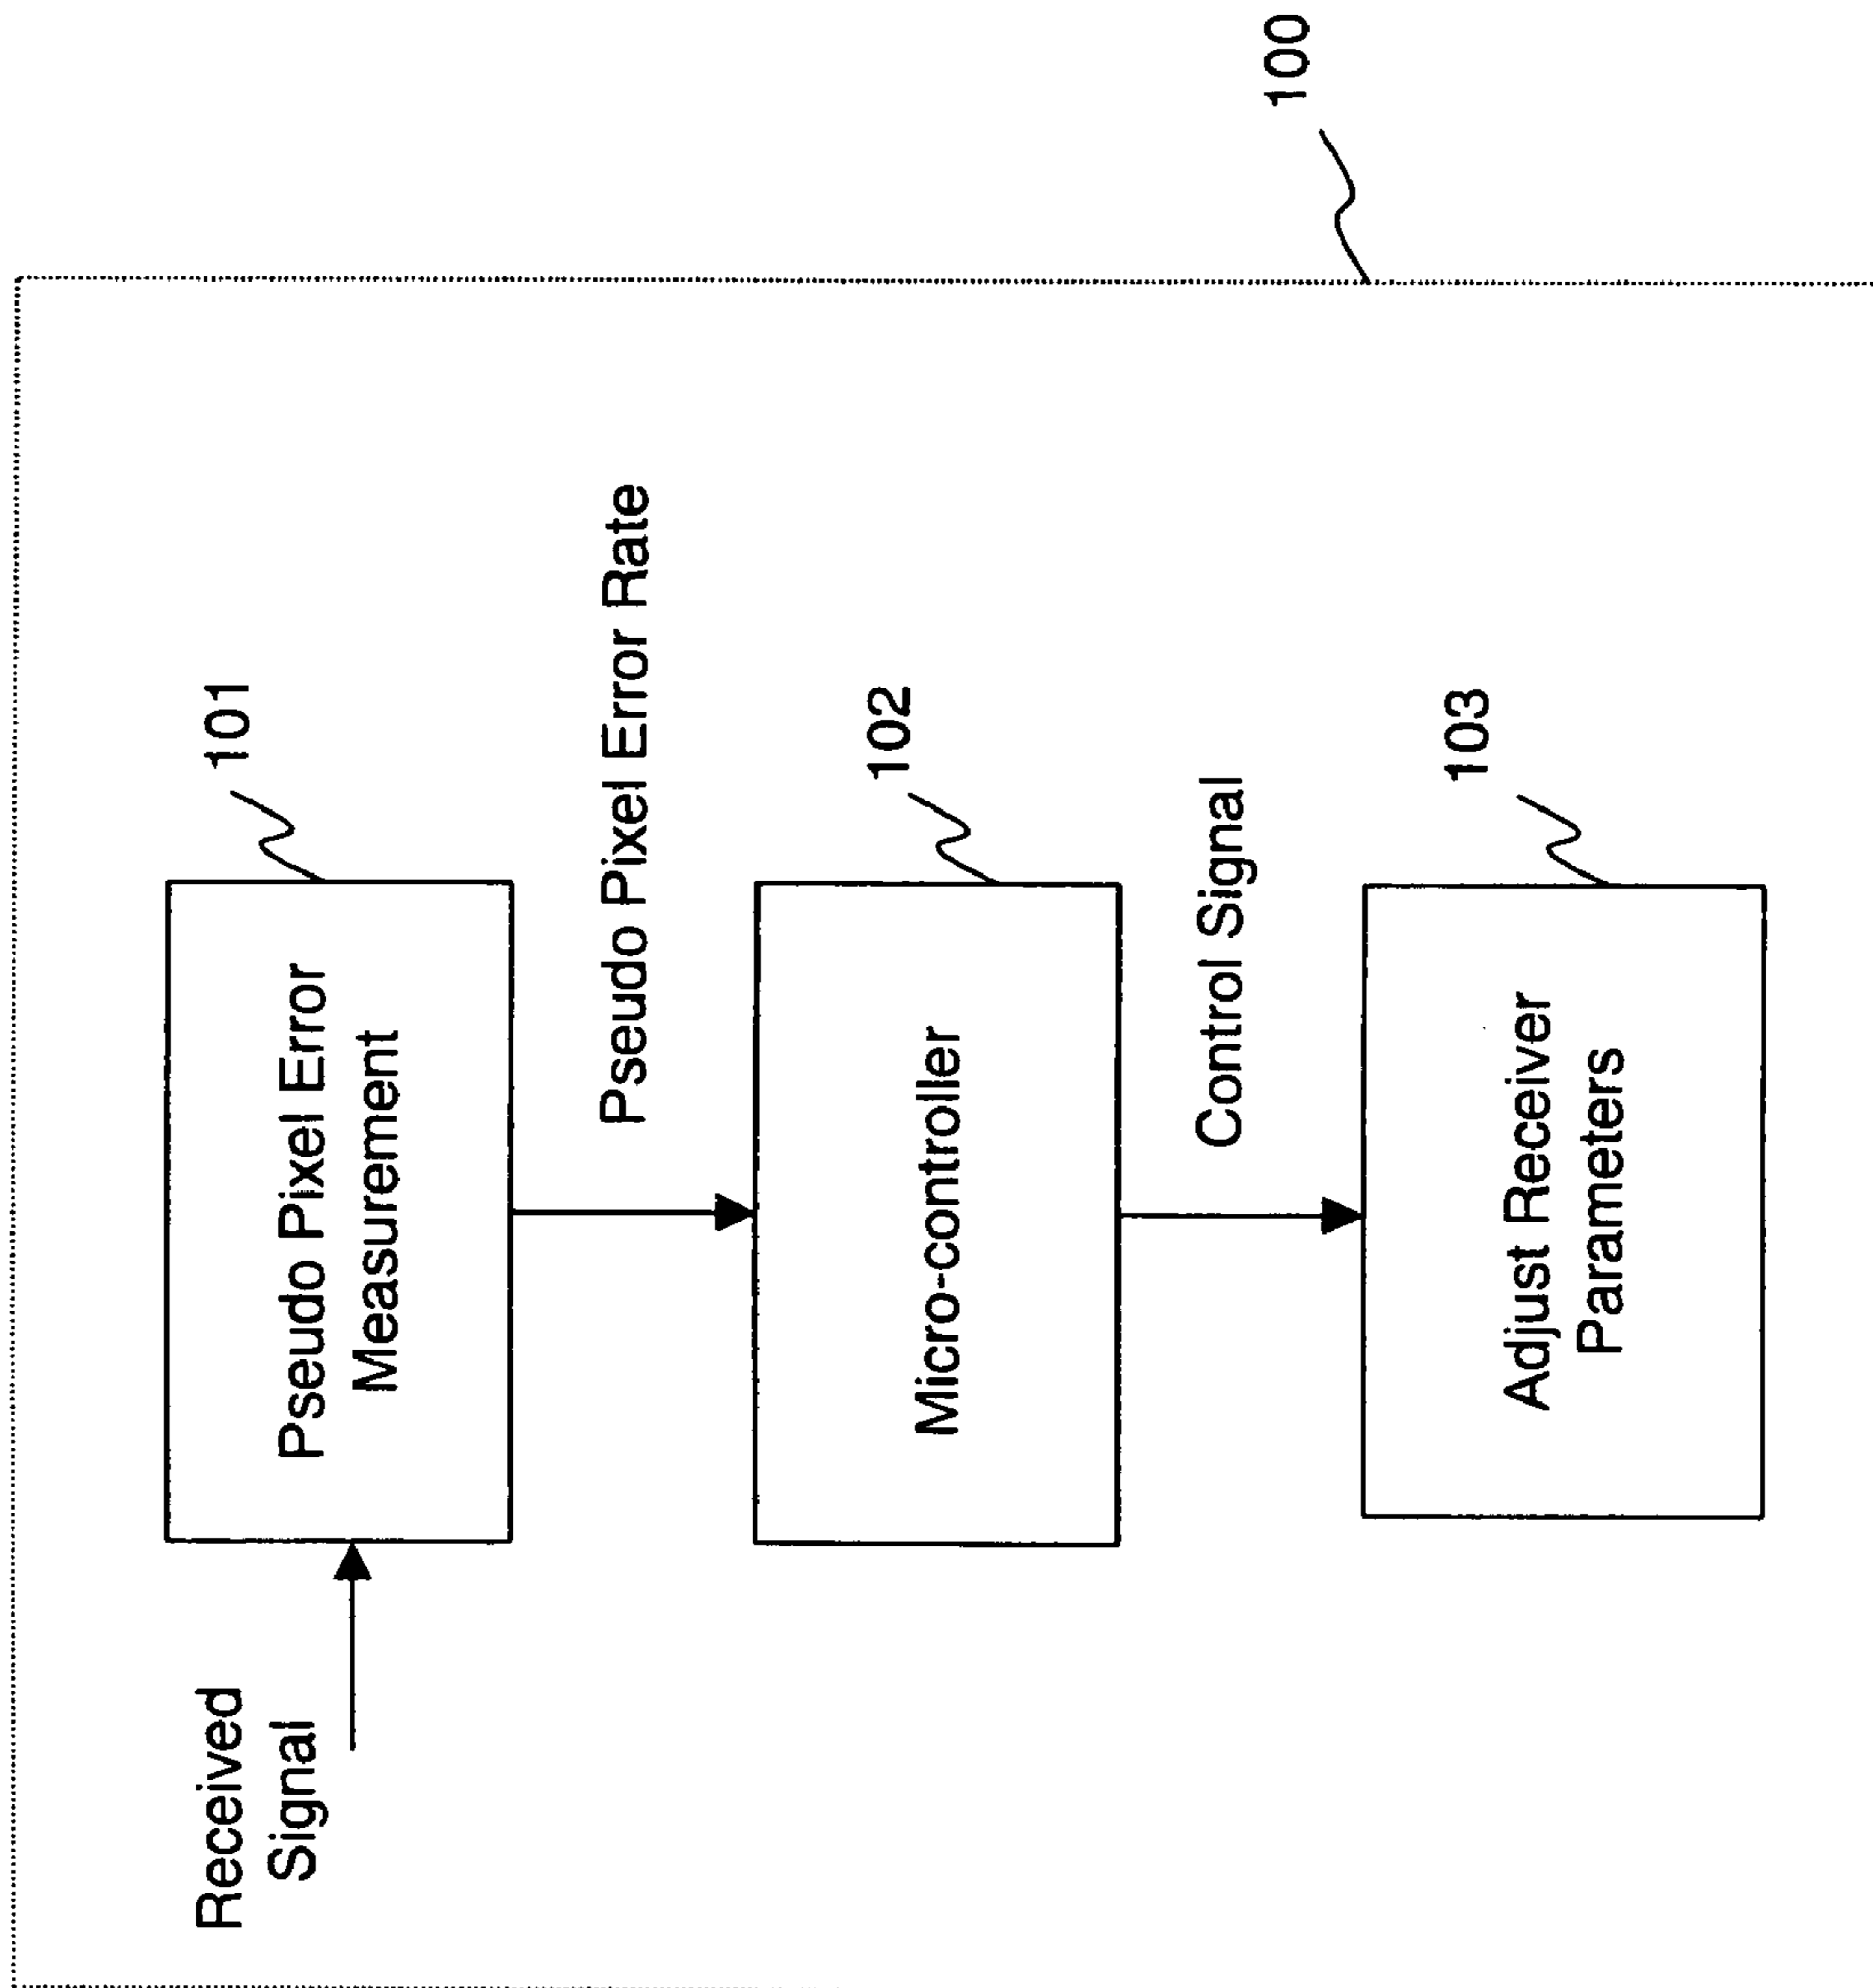 Received
Signal
Pseudo Pixel Error
Measurement
101
Pseudo Pixel Error Rate
Micro-controller
102
Control Signal
Adjust Receiver
Parameters
103
100